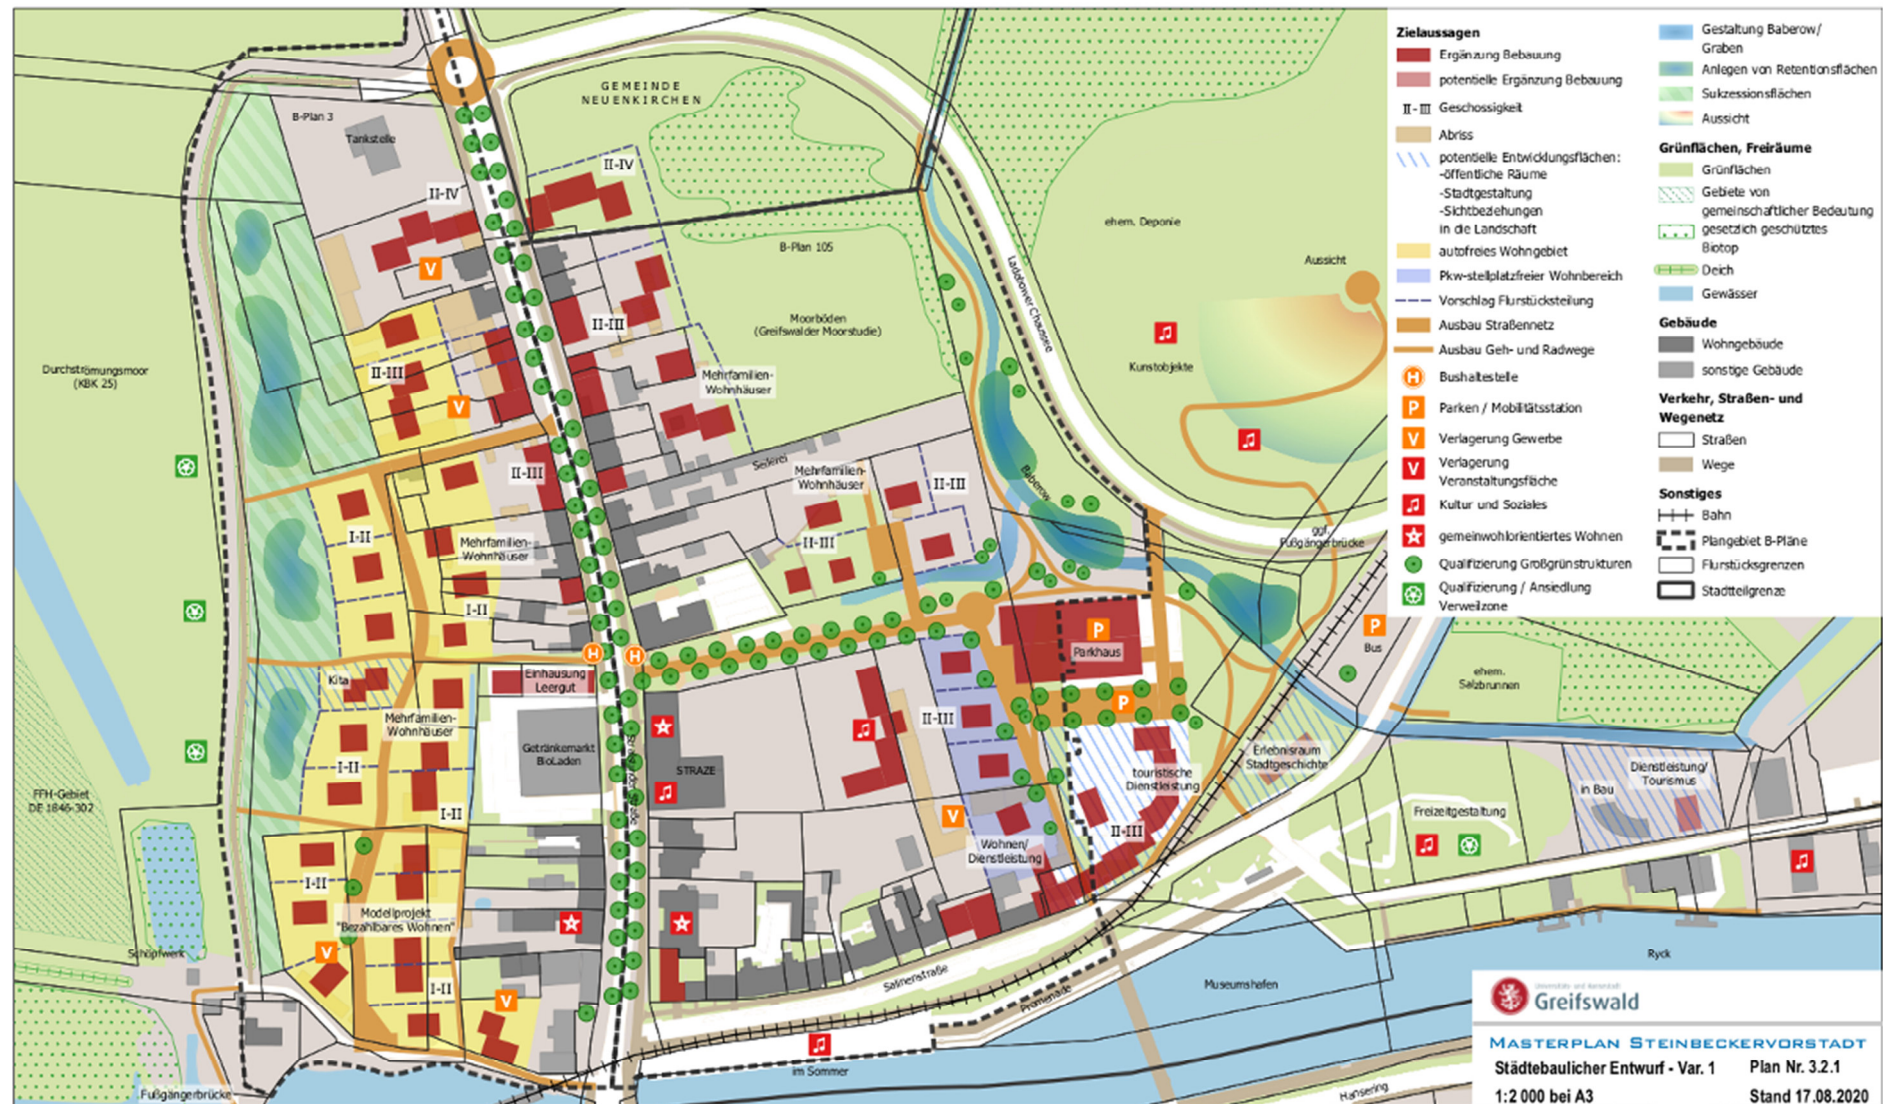 GEMEINDE
NEUENKIRCHEN
B-Plan 3
Tankstelle
II-IV
II-IV
B-Plan 105
ehem. Deponie
Ladebower Chaussee
Aussicht
Moorböden
(Greifswalder Moorstudie)
Kunstobjekte
Durchströmungsmoor
(KBK 25)
V
II-III
II-III
Mehrfamilien-
Wohnhäuser
V
Seilerei
II-III
Mehrfamilien-
Wohnhäuser
II-III
Baberow
I-II
Mehrfamilien-
Wohnhäuser
II-III
ggf.
Fußgängerbrücke
I-II
H
H
P
Parkhaus
P
Bus
Kita
Einhausung
Leergut
ehem.
Salzbrunnen
Mehrfamilien-
Wohnhäuser
II-III
P
Getränkemarkt
BioLaden
STRAZE
Erlebnisraum
Stadtgeschichte
I-II
touristische
Dienstleistung
Dienstleistung/
Tourismus
in Bau
FFH-Gebiet
DE 1846-302
I-II
V
Freizeitgestaltung
II-III
Wohnen/
Dienstleistung
I-II
Modellprojekt
"Bezahlbares Wohnen"
V
Schöpfwerk
I-II
V
Salinenstraße
Promenade
Museumshafen
Ryck
im Sommer
Fußgängerbrücke
Hansering
Zielaussagen
Ergänzung Bebauung
potentielle Ergänzung Bebauung
II-III Geschossigkeit
Abriss
potentielle Entwicklungsflächen:
-öffentliche Räume
-Stadtgestaltung
-Sichtbeziehungen
in die Landschaft
autofreies Wohngebiet
Pkw-stellplatzfreier Wohnbereich
Vorschlag Flurstücksteilung
Ausbau Straßennetz
Ausbau Geh- und Radwege
H Bushaltestelle
P Parken / Mobilitätsstation
V Verlagerung Gewerbe
V Verlagerung
Veranstaltungsfläche
Kultur und Soziales
gemeinwohlorientiertes Wohnen
Qualifizierung Großgrünstrukturen
Qualifizierung / Ansiedlung
Verweilzone
Gestaltung Baberow/
Graben
Anlegen von Retentionsflächen
Sukzessionsflächen
Aussicht
Grünflächen, Freiräume
Grünflächen
Gebiete von
gemeinschaftlicher Bedeutung
gesetzlich geschütztes
Biotop
Deich
Gewässer
Gebäude
Wohngebäude
sonstige Gebäude
Verkehr, Straßen- und
Wegenetz
Straßen
Wege
Sonstiges
Bahn
Plangebiet B-Pläne
Flurstücksgrenzen
Stadtteilgrenze
Universitäts- und Hansestadt
Greifswald
MASTERPLAN STEINBECKERVORSTADT
Städtebaulicher Entwurf - Var. 1 Plan Nr. 3.2.1
1:2 000 bei A3 Stand 17.08.2020